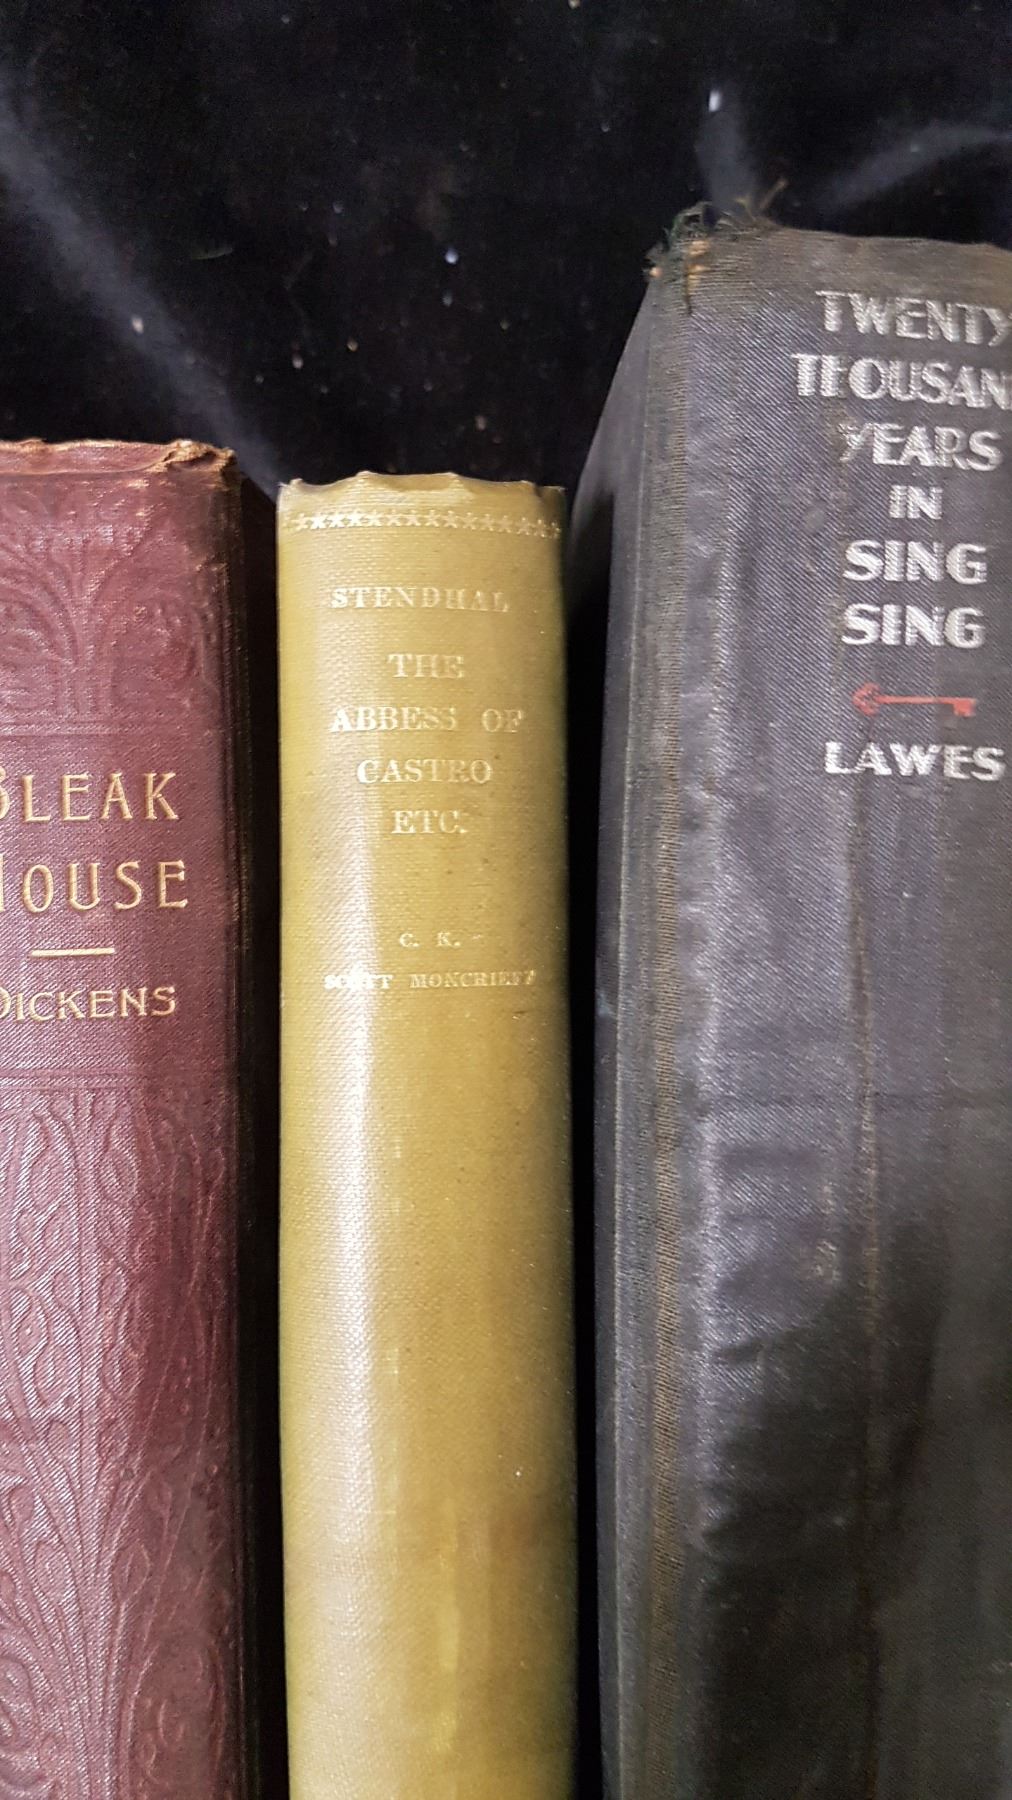 BLEAK
HOUSE
DICKENS
STENDHAL
THE
ABBESS OF
CASTRO
ETC.
C. K.
SCOTT MONCRIEFF
TWENTY
THOUSAND
YEARS
IN
SING
SING
LAWES